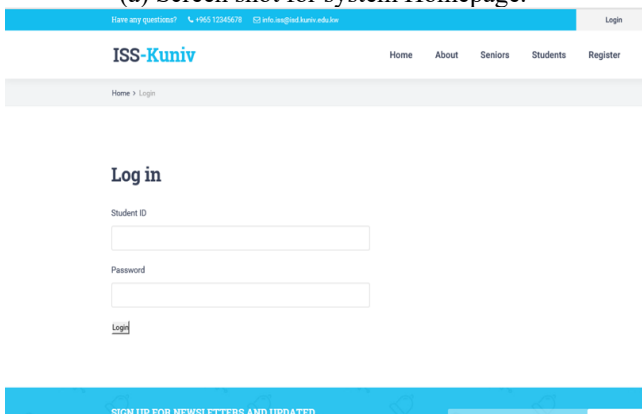 (a) Screen shot for system Homepage.
Have any questions? +965 12345678 info.iss@isd.kuniv.edu.kw Login
ISS-Kuniv Home About Seniors Students Register
Home > Login
Log in
Student ID
Password
Login
SIGN UP FOR NEWSLETTERS AND UPDATED